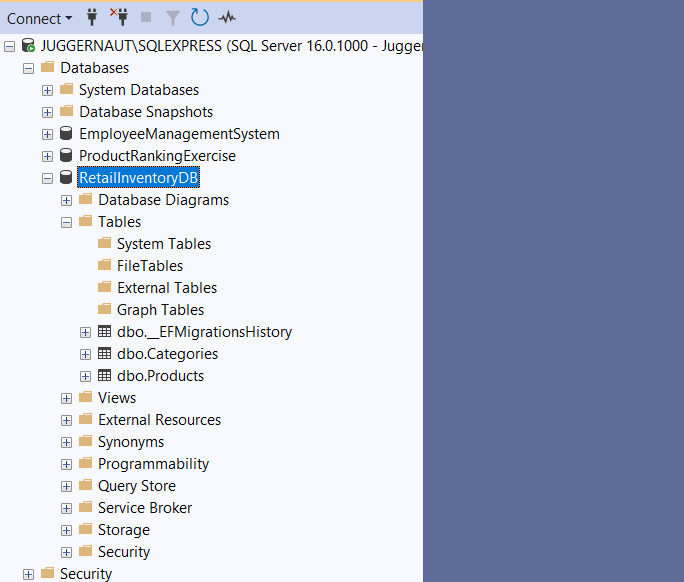 Connect
JUGGERNAUT\SQLEXPRESS (SQL Server 16.0.1000 - Jugger
Databases
System Databases
Database Snapshots
EmployeeManagementSystem
ProductRankingExercise
RetailInventoryDB
Database Diagrams
Tables
System Tables
FileTables
External Tables
Graph Tables
dbo.__EFMigrationsHistory
dbo.Categories
dbo.Products
Views
External Resources
Synonyms
Programmability
Query Store
Service Broker
Storage
Security
Security